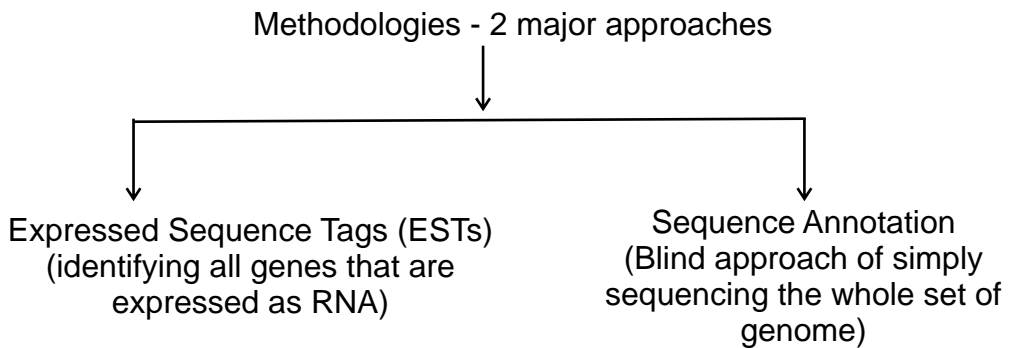 Methodologies - 2 major approaches
Expressed Sequence Tags (ESTs)
(identifying all genes that are
expressed as RNA)
Sequence Annotation
(Blind approach of simply
sequencing the whole set of
genome)